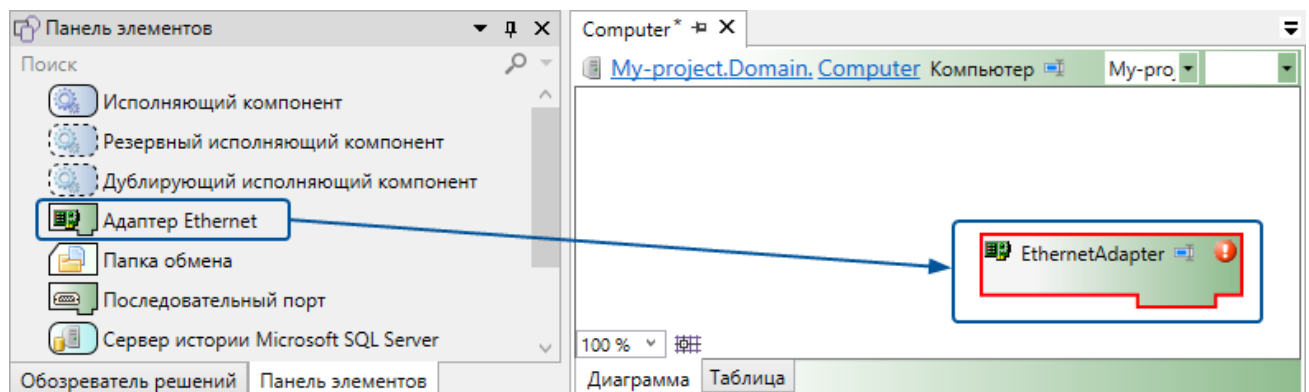 Панель элементов
Поиск
Исполняющий компонент
Резервный исполняющий компонент
Дублирующий исполняющий компонент
Адаптер Ethernet
Папка обмена
Последовательный порт
Сервер истории Microsoft SQL Server
Обозреватель решений Панель элементов
Computer*
My-project.Domain. Computer Компьютер My-proj
EthernetAdapter
100 %
Диаграмма Таблица